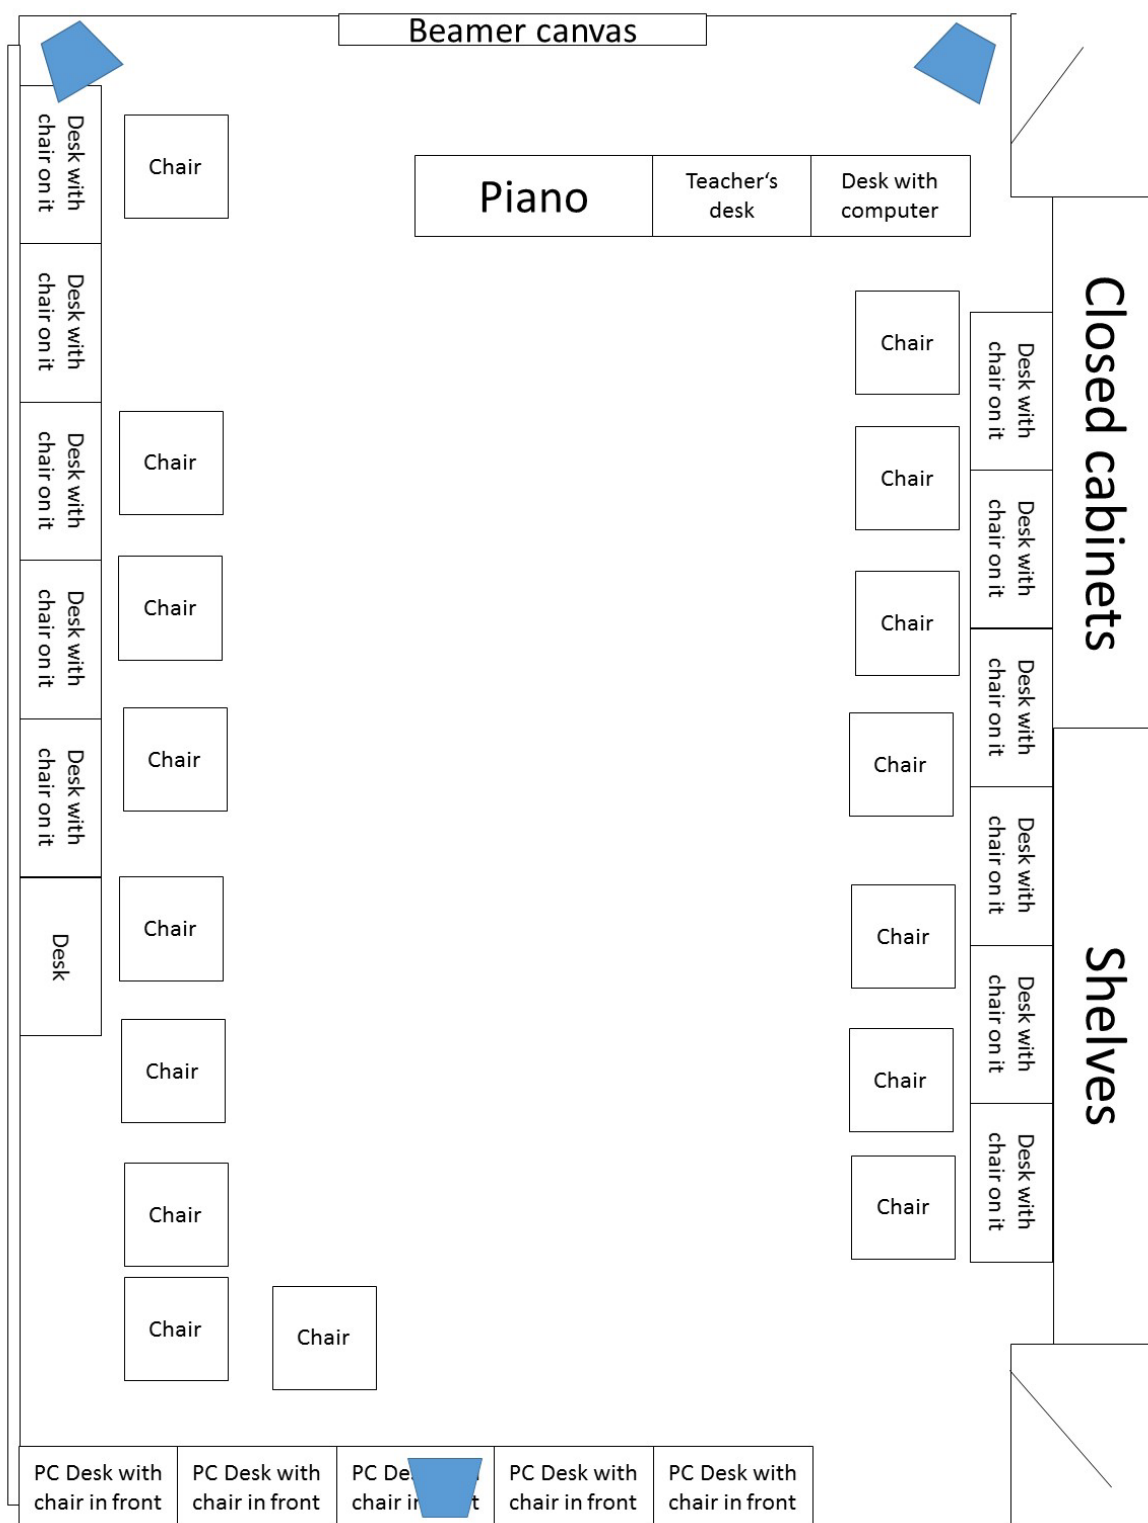 Beamer canvas
Desk with
chair on it
Chair
Piano
Teacher‘s
desk
Desk with
computer
Desk with
chair on it
Chair
Desk with
chair on it
Closed cabinets
Desk with
chair on it
Chair
Chair
Desk with
chair on it
Desk with
chair on it
Chair
Chair
Desk with
chair on it
Desk with
chair on it
Chair
Chair
Desk with
chair on it
Desk
Chair
Chair
Desk with
chair on it
Shelves
Chair
Chair
Desk with
chair on it
Chair
Chair
Chair
Chair
PC Desk with
chair in front
PC Desk with
chair in front
PC De
chair i
t
PC Desk with
chair in front
PC Desk with
chair in front